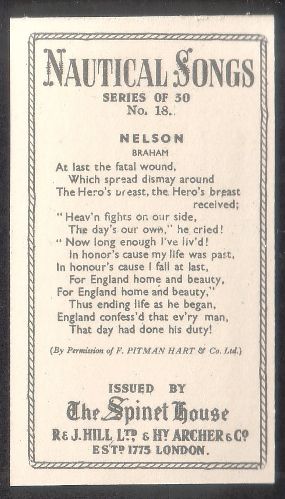 NAUTICAL SONGS
SERIES OF 50
No. 18.
NELSON
BRAHAM
At last the fatal wound,
Which spread dismay around
The Hero's breast, the Hero's breast
received;
"Heav'n fights on our side,
The day's our own," he cried!
"Now long enough I've liv'd!
In honor's cause my life was past,
In honour's cause I fall at last,
For England home and beauty,
For England home and beauty,"
Thus ending life as he began,
England confess'd that ev'ry man,
That day had done his duty!
(By Permission of F. PITMAN HART & Co. Ltd.)
ISSUED BY
The Spinet House
R & J. HILL, LTD. & HY ARCHER & CO
ESTD 1775 LONDON.